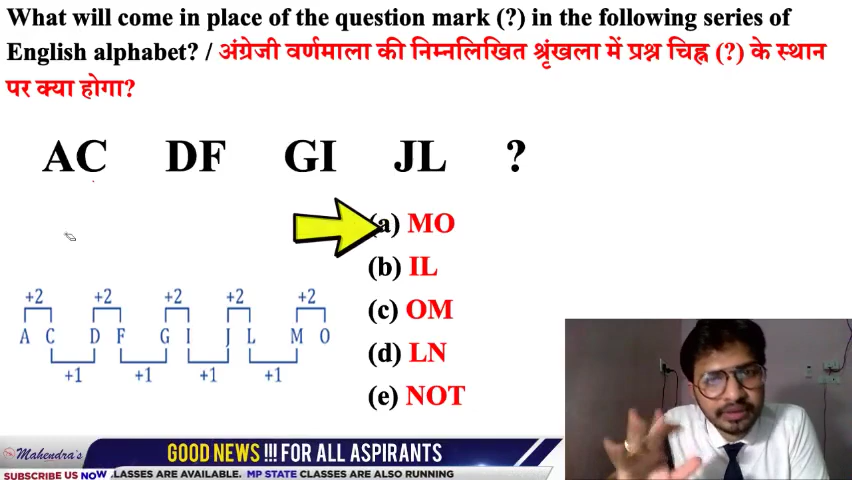 What will come in place of the question mark (?) in the following series of
English alphabet? / अंग्रेजी वर्णमाला की निम्नलिखित श्रृंखला में प्रश्न चिह्न (?) के स्थान
पर क्या होगा?
AC DF GI JL ?
(a) MO
(b) IL
(c) OM
(d) LN
(e) NOT
+2 +2 +2 +2 +2
A C D F G I J L M O
+1 +1 +1 +1
Mahendra's
GOOD NEWS !!! FOR ALL ASPIRANTS
SUBSCRIBE US NOW LASSES ARE AVAILABLE. MP STATE CLASSES ARE ALSO RUNNING